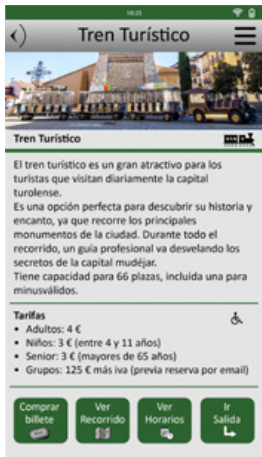 10:25
Tren Turístico
Tren Turístico
El tren turístico es un gran atractivo para los
turistas que visitan diariamente la capital
turolense.
Es una opción perfecta para descubrir su historia y
encanto, ya que recorre los principales
monumentos de la ciudad. Durante todo el
recorrido, un guía profesional va desvelando los
secretos de la capital mudéjar.
Tiene capacidad para 66 plazas, incluida una para
minusválidos.
Tarifas
• Adultos: 4 €
• Niños: 3 € (entre 4 y 11 años)
• Senior: 3 € (mayores de 65 años)
• Grupos: 125 € más iva (previa reserva por email)
Comprar
billete
Ver
Recorrido
Ver
Horarios
Ir
Salida